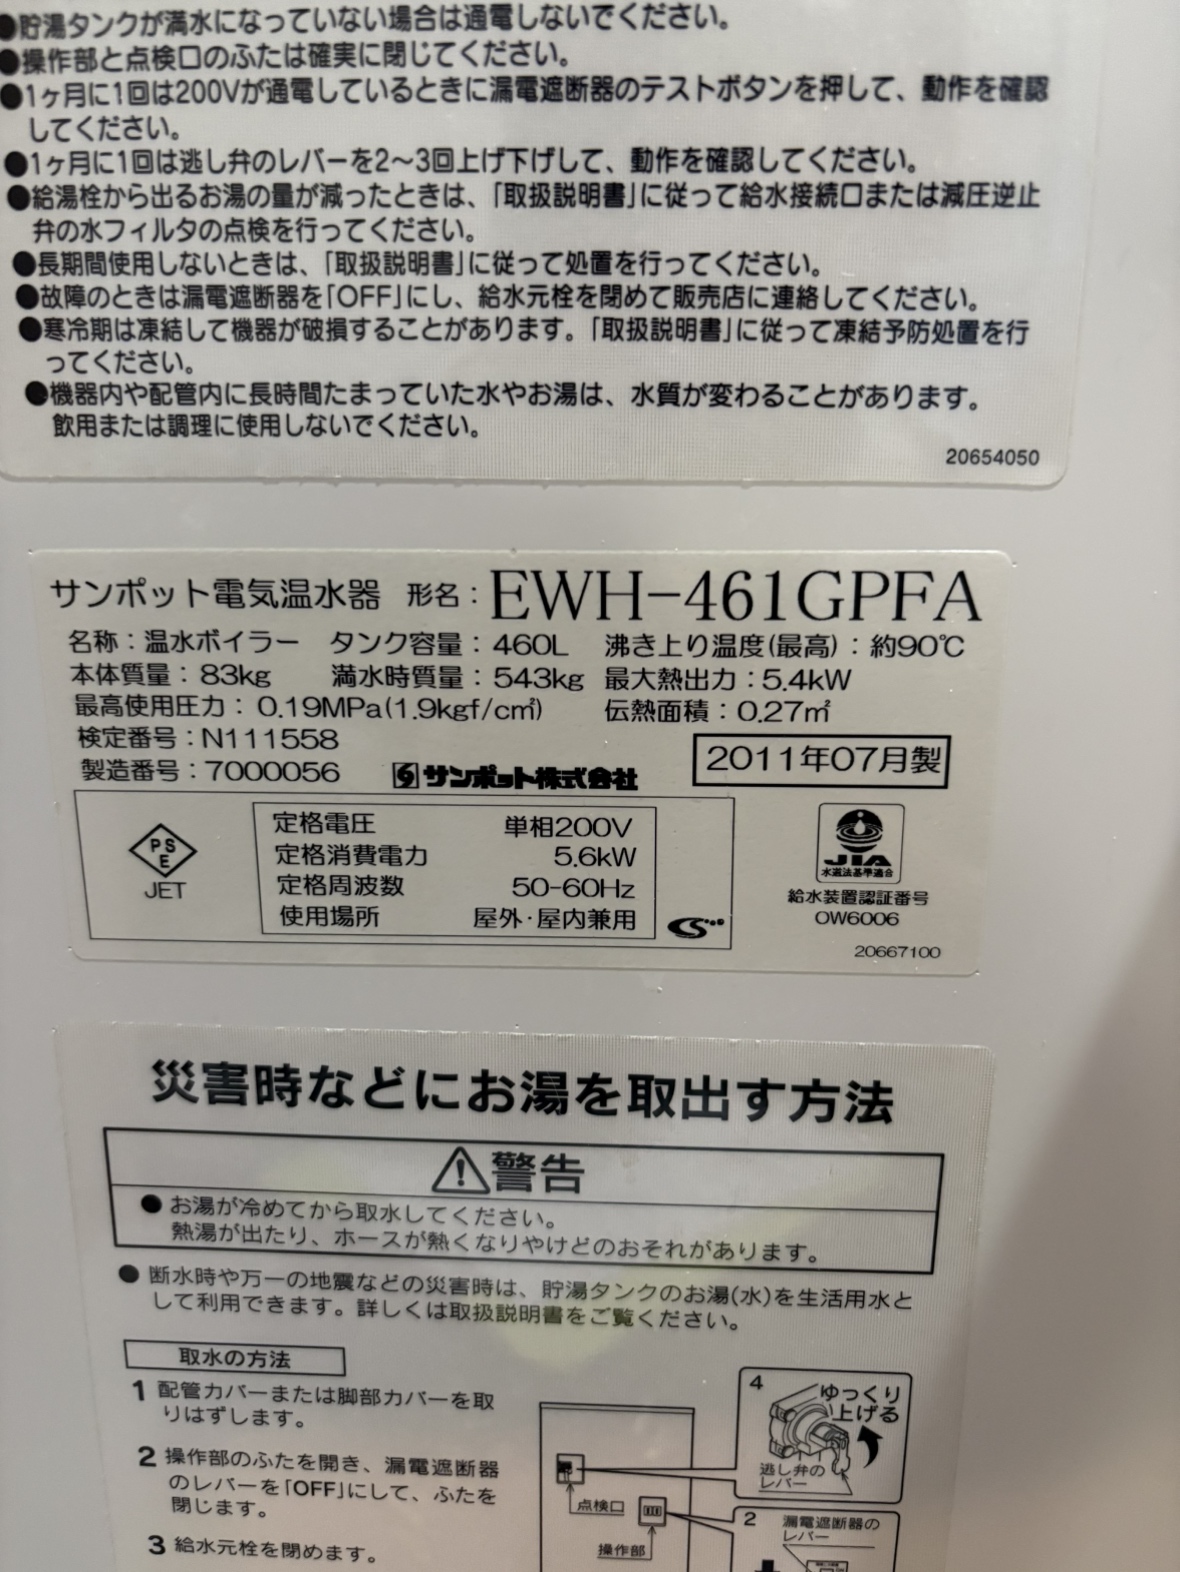 ●貯湯タンクが満水になっていない場合は通電しないでください。
●操作部と点検口のふたは確実に閉じてください。
●1ヶ月に1回は200Vが通電しているときに漏電遮断器のテストボタンを押して、動作を確認
してください。
●1ヶ月に1回は逃し弁のレバーを2〜3回上げ下げして、動作を確認してください。
●給湯栓から出るお湯の量が減ったときは、「取扱説明書」に従って給水接続口または減圧逆止
弁の水フィルタの点検を行ってください。
●長期間使用しないときは、「取扱説明書」に従って処置を行ってください。
●故障のときは漏電遮断器を「OFF」にし、給水元栓を閉めて販売店に連絡してください。
●寒冷期は凍結して機器が破損することがあります。「取扱説明書」に従って凍結予防処置を行
ってください。
●機器内や配管内に長時間たまっていた水やお湯は、水質が変わることがあります。
飲用または調理に使用しないでください。
20654050
サンポット電気温水器 形名：EWH-461GPFA
名称：温水ボイラー タンク容量：460L 沸き上り温度(最高)：約90℃
本体質量：83kg 満水時質量：543kg 最大熱出力：5.4kW
最高使用圧力：0.19MPa(1.9kgf/c㎡) 伝熱面積：0.27㎡
検定番号：N111558
製造番号：7000056 サンポット株式会社 2011年07月製
PSE
JET
定格電圧 単相200V
定格消費電力 5.6kW
定格周波数 50-60Hz
使用場所 屋外・屋内兼用
JIA
水道法基準適合
給水装置認証番号
OW6006
20667100
災害時などにお湯を取出す方法
⚠警告
●お湯が冷めてから取水してください。
熱湯が出たり、ホースが熱くなりやけどのおそれがあります。
●断水時や万一の地震などの災害時は、貯湯タンクのお湯(水)を生活用水と
して利用できます。詳しくは取扱説明書をご覧ください。
取水の方法
1 配管カバーまたは脚部カバーを取
りはずします。
2 操作部のふたを開き、漏電遮断器
のレバーを「OFF」にして、ふたを
閉じます。
3 給水元栓を閉めます。
点検口
操作部
4 ゆっくり
上げる
逃し弁の
レバー
2 漏電遮断器の
レバー